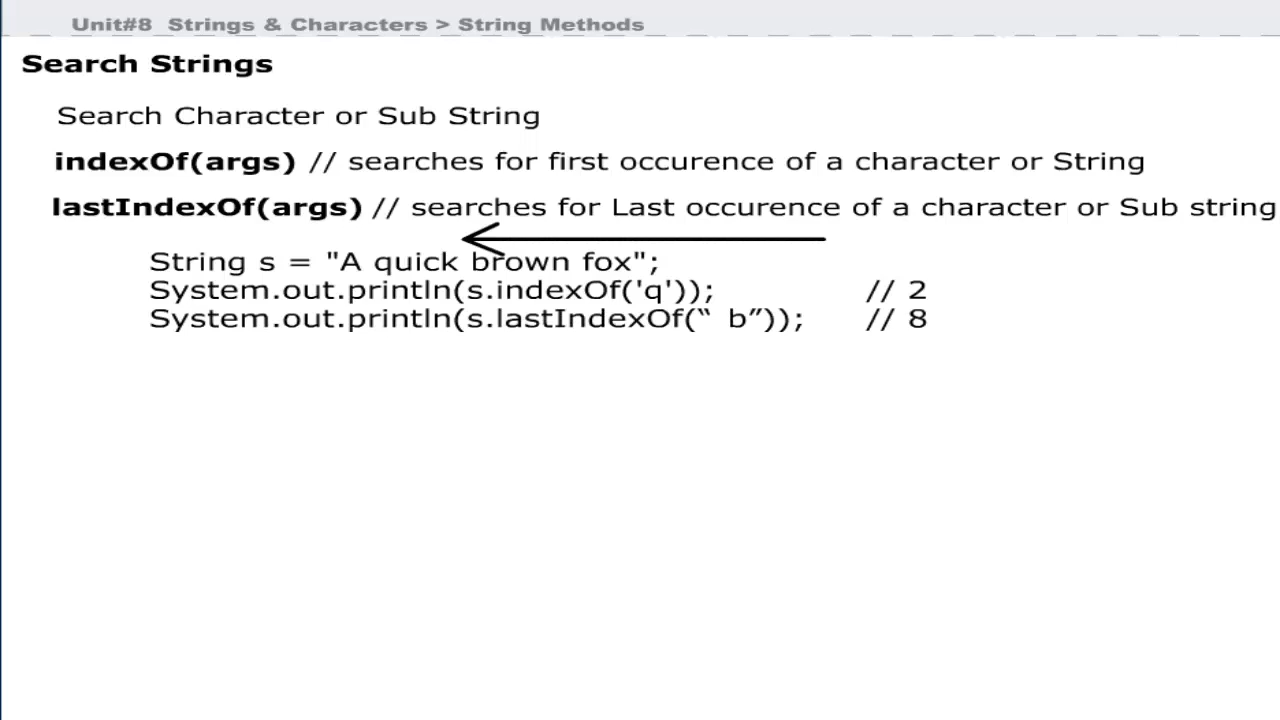 Unit#8 Strings & Characters > String Methods
Search Strings
Search Character or Sub String
indexOf(args) // searches for first occurence of a character or String
lastIndexOf(args) // searches for Last occurence of a character or Sub string
String s = "A quick brown fox";
System.out.println(s.indexOf('q')); // 2
System.out.println(s.lastIndexOf(“ b”)); // 8